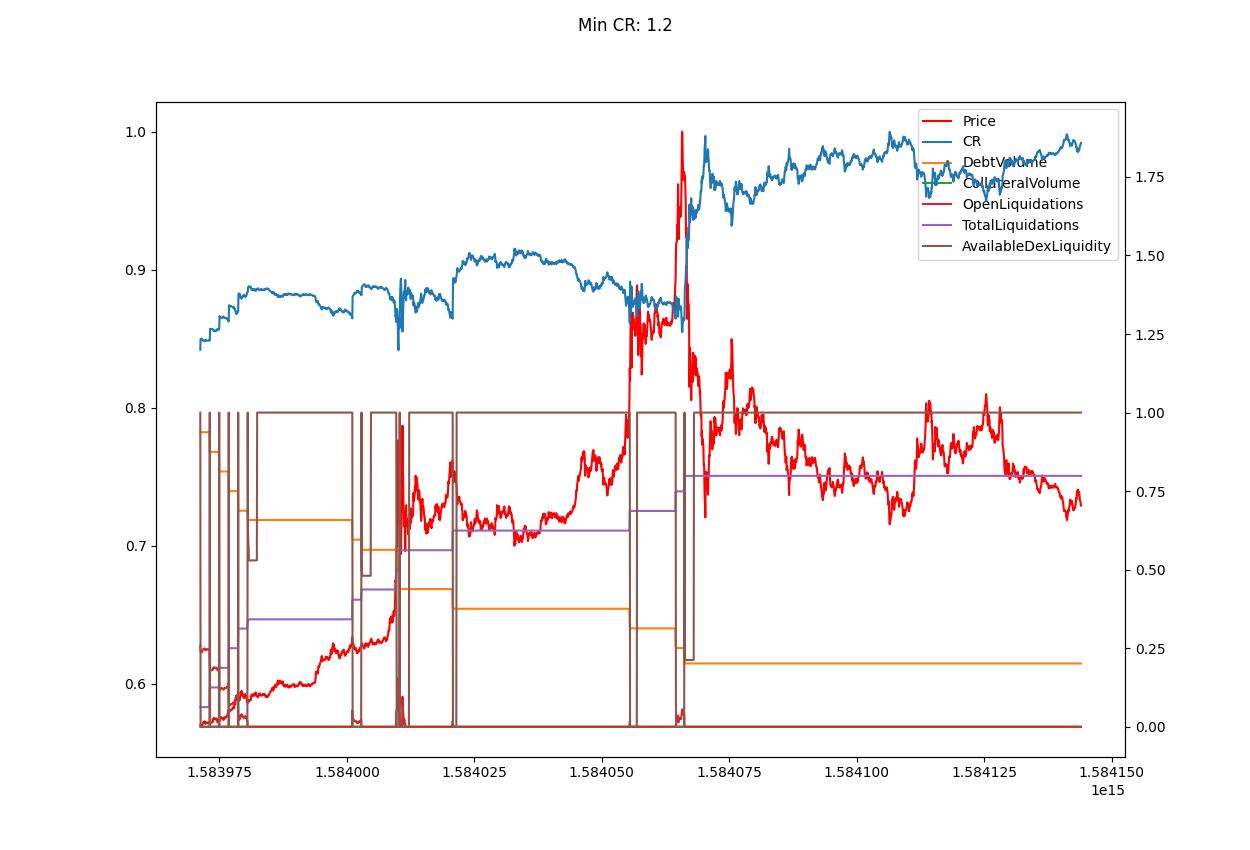 Min CR: 1.2
1.0
0.9
0.8
0.7
0.6
Price
CR
DebtVolume
CollateralVolume
OpenLiquidations
TotalLiquidations
AvailableDexLiquidity
1.75
1.50
1.25
1.00
0.75
0.50
0.25
0.00
1.583975 1.584000 1.584025 1.584050 1.584075 1.584100 1.584125 1.584150
1e15